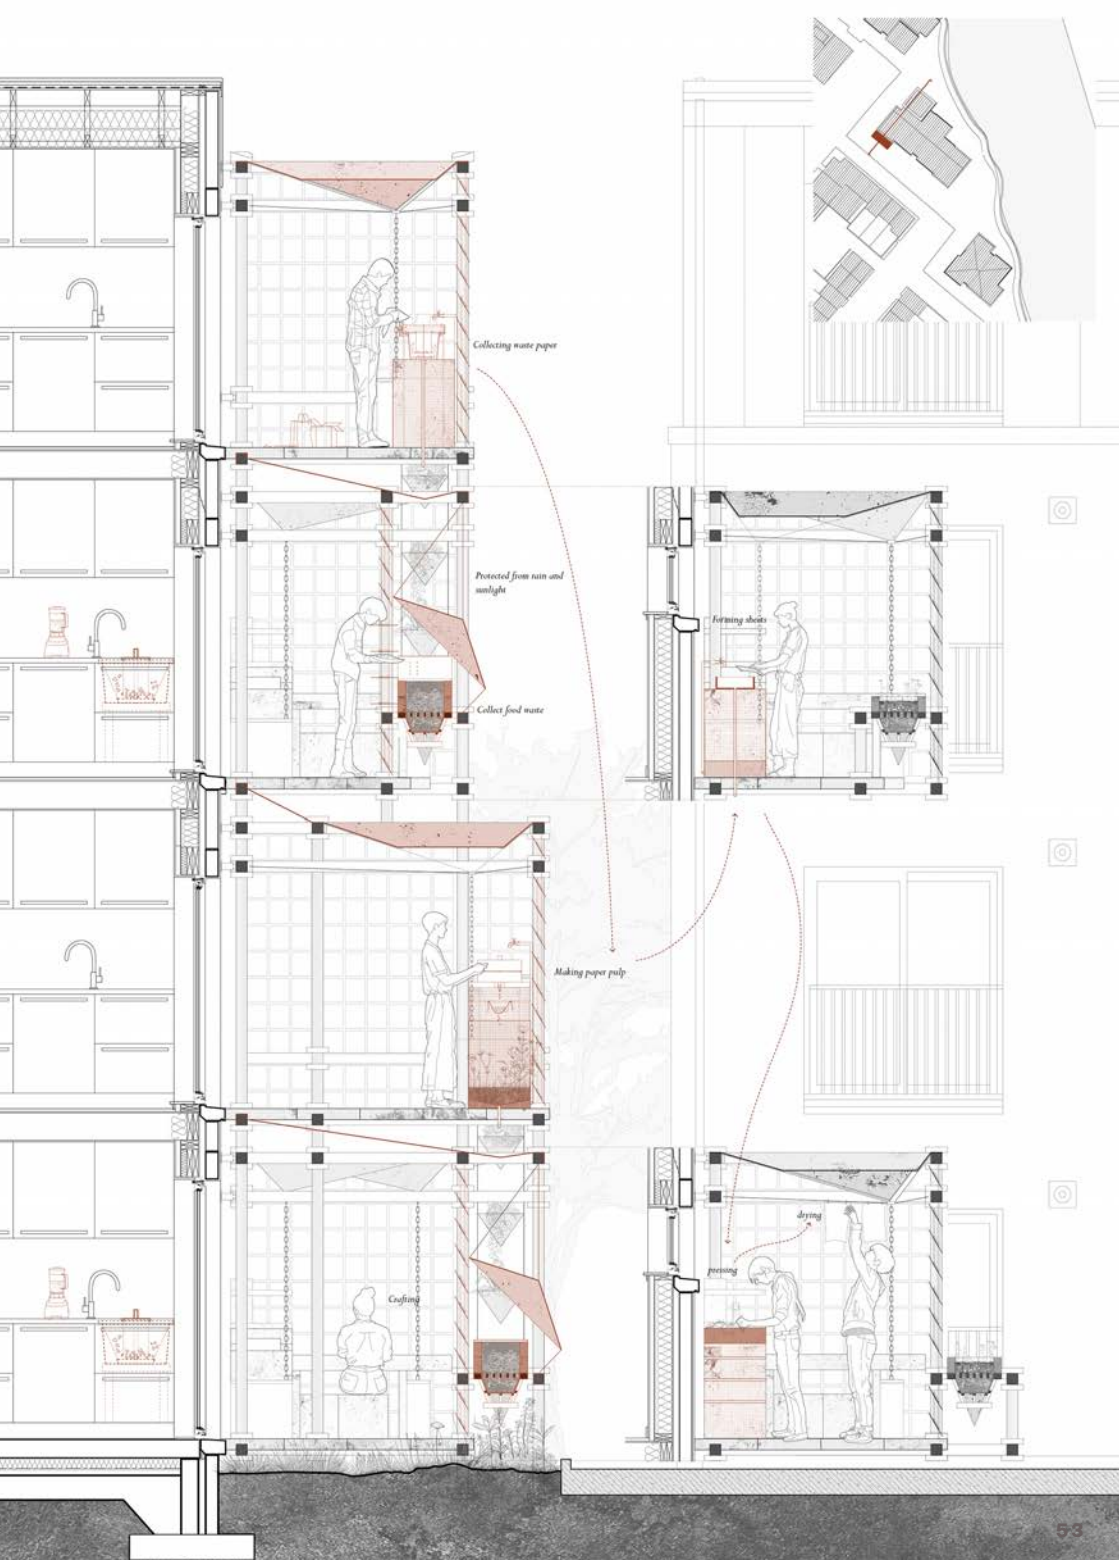 Collecting waste paper
Protected from rain and
sunlight
Forming sheets
Collect food waste
Making paper pulp
drying
pressing
Crafting
53